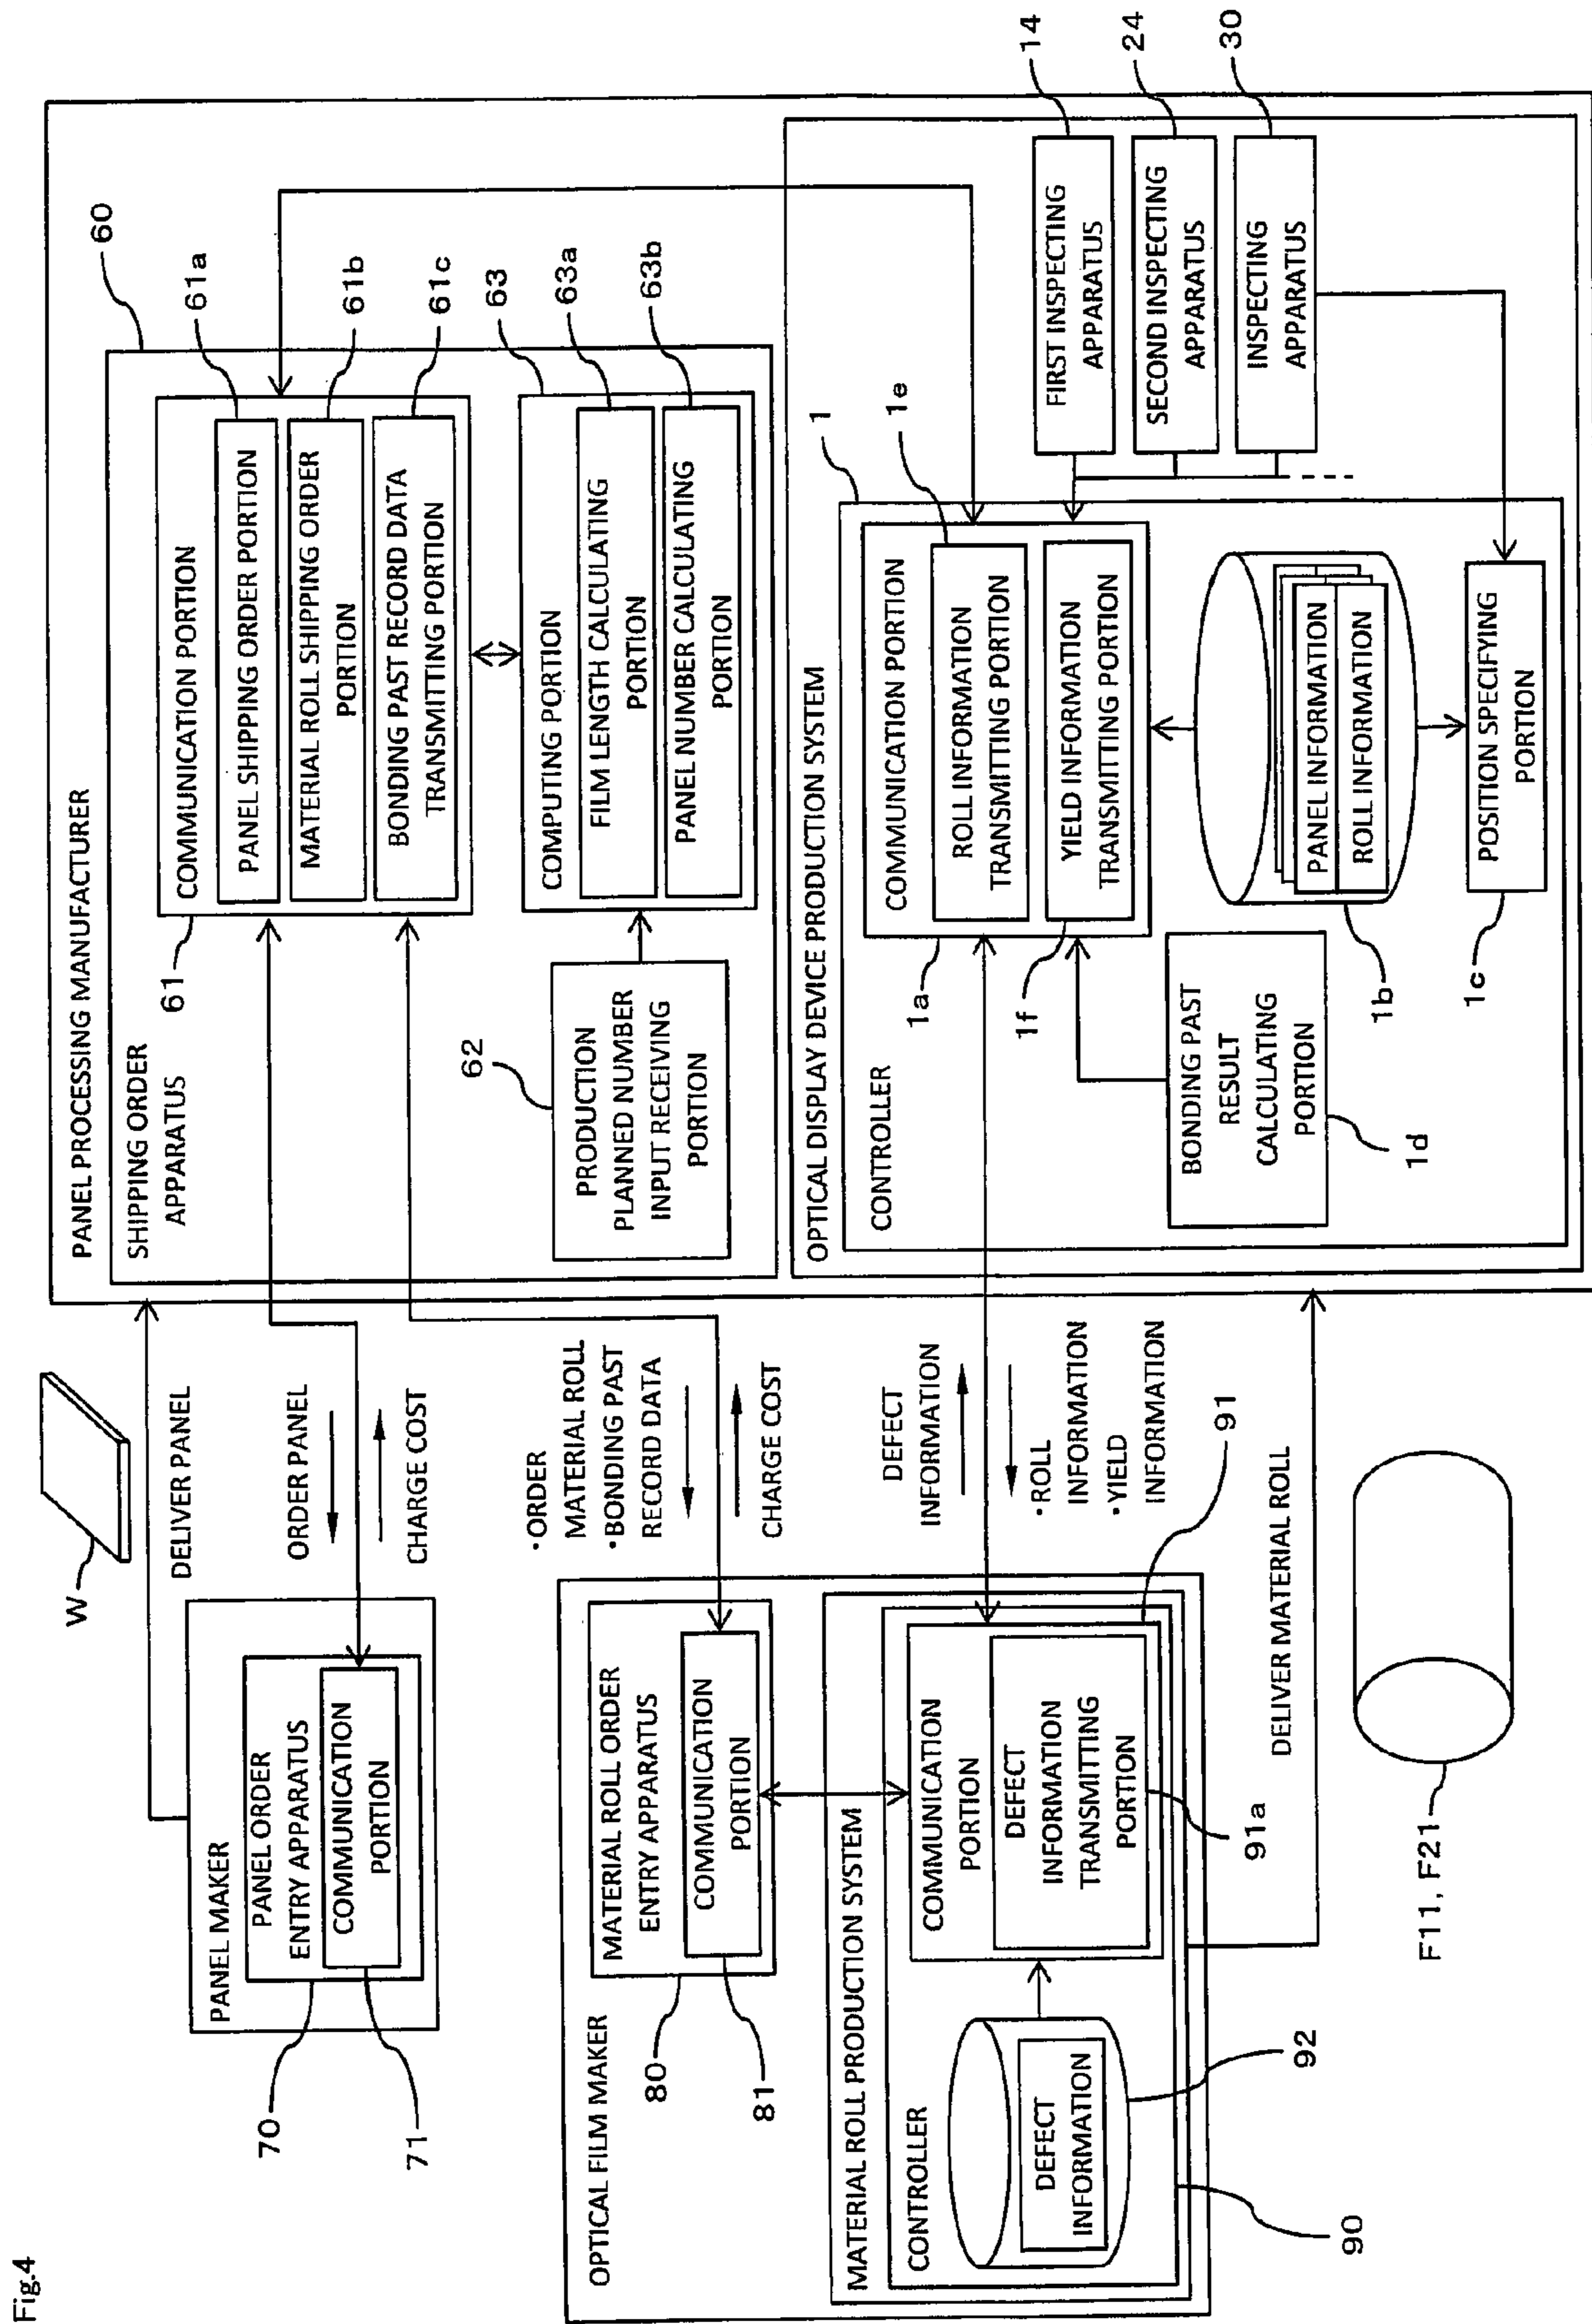 Fig.4
W
DELIVER PANEL
PANEL MAKER
PANEL ORDER
ENTRY APPARATUS
COMMUNICATION
PORTION
70
71
ORDER PANEL
CHARGE COST
OPTICAL FILM MAKER
MATERIAL ROLL ORDER
ENTRY APPARATUS
COMMUNICATION
PORTION
80
81
・ORDER
MATERIAL ROLL
・BONDING PAST
RECORD DATA
CHARGE COST
MATERIAL ROLL PRODUCTION SYSTEM
CONTROLLER
DEFECT
INFORMATION
92
90
COMMUNICATION
PORTION
DEFECT
INFORMATION
TRANSMITTING
PORTION
91
91a
DEFECT
INFORMATION
・ROLL
INFORMATION
・YIELD
INFORMATION
DELIVER MATERIAL ROLL
F11, F21
PANEL PROCESSING MANUFACTURER
SHIPPING ORDER
APPARATUS
60
61
COMMUNICATION PORTION
PANEL SHIPPING ORDER PORTION
61a
MATERIAL ROLL SHIPPING ORDER
PORTION
61b
BONDING PAST RECORD DATA
TRANSMITTING PORTION
61c
62
PRODUCTION
PLANNED NUMBER
INPUT RECEIVING
PORTION
COMPUTING PORTION
63
FILM LENGTH CALCULATING
PORTION
63a
PANEL NUMBER CALCULATING
PORTION
63b
OPTICAL DISPLAY DEVICE PRODUCTION SYSTEM
CONTROLLER
1
COMMUNICATION PORTION
1a
ROLL INFORMATION
TRANSMITTING PORTION
1e
YIELD INFORMATION
TRANSMITTING PORTION
1f
BONDING PAST
RESULT
CALCULATING
PORTION
1d
PANEL INFORMATION
ROLL INFORMATION
1b
POSITION SPECIFYING
PORTION
1c
FIRST INSPECTING
APPARATUS
14
SECOND INSPECTING
APPARATUS
24
INSPECTING
APPARATUS
30